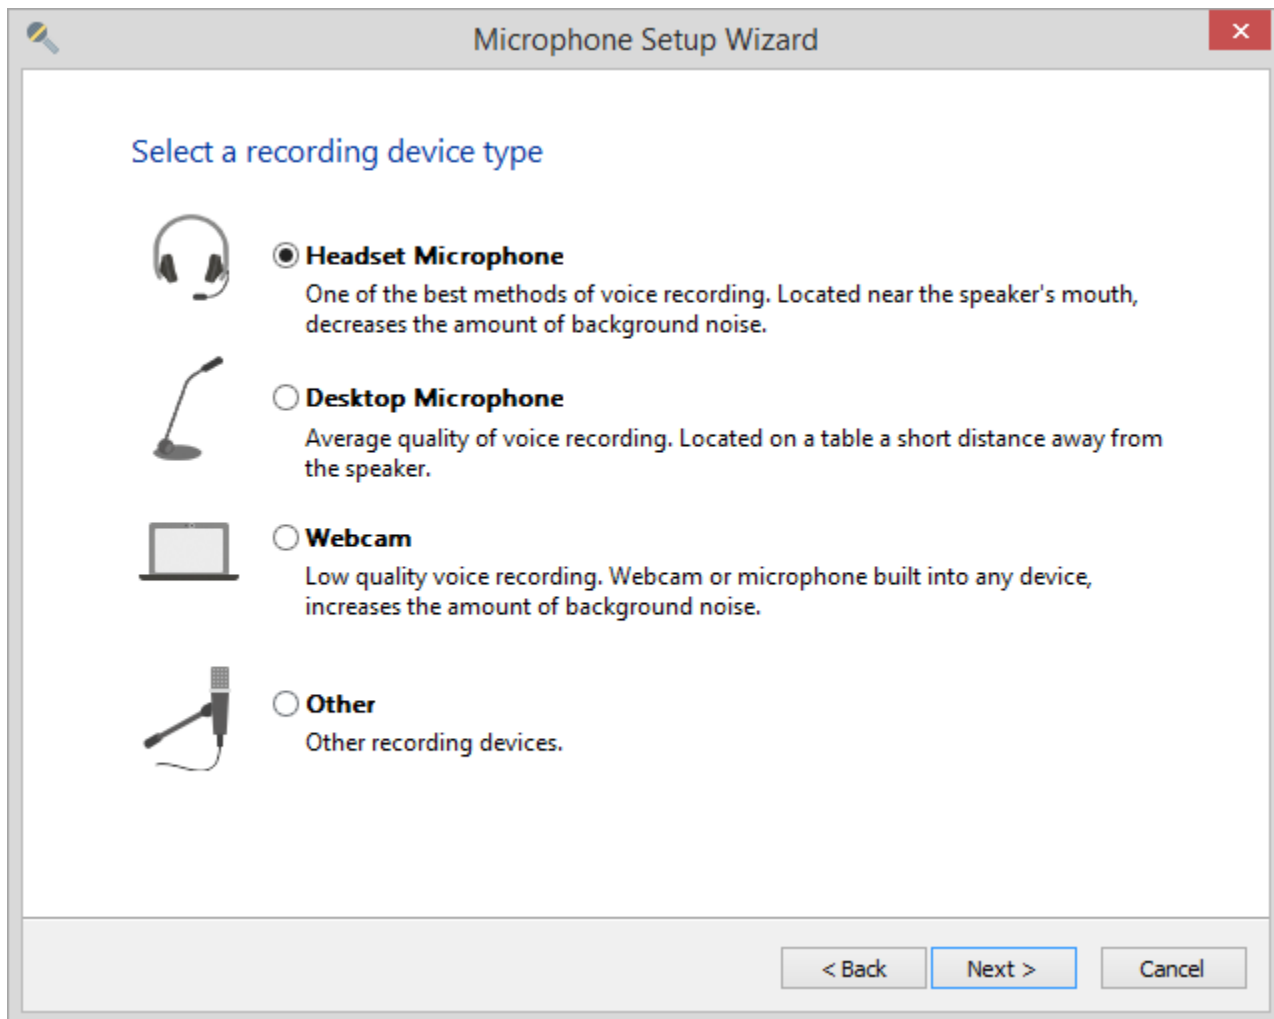 Microphone Setup Wizard
Select a recording device type
Headset Microphone
One of the best methods of voice recording. Located near the speaker's mouth,
decreases the amount of background noise.
Desktop Microphone
Average quality of voice recording. Located on a table a short distance away from
the speaker.
Webcam
Low quality voice recording. Webcam or microphone built into any device,
increases the amount of background noise.
Other
Other recording devices.
< Back
Next >
Cancel